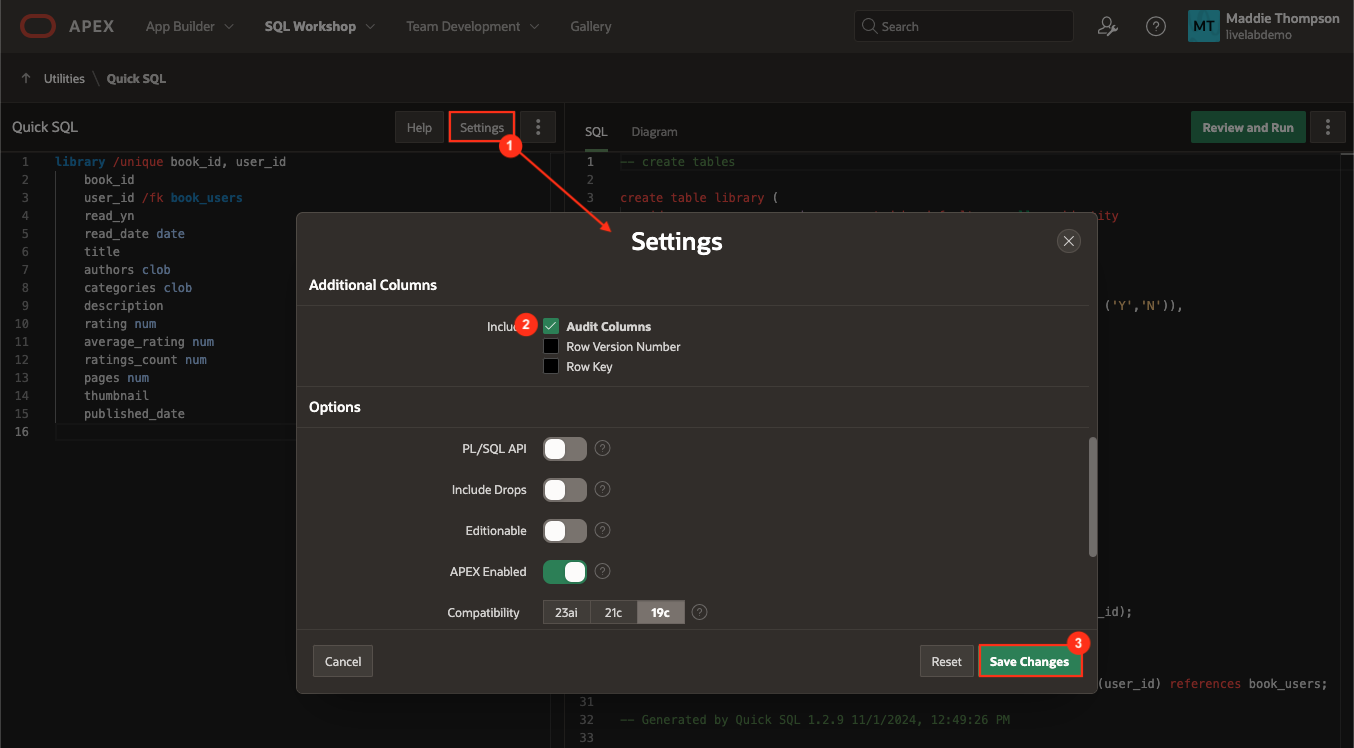 APEX App Builder SQL Workshop Team Development Gallery Search ? MT Maddie Thompson
livelabdemo
Utilities \ Quick SQL
Quick SQL Help Settings SQL Diagram Review and Run
1
1 library /unique book_id, user_id
2 book_id
3 user_id /fk book_users
4 read_yn
5 read_date date
6 title
7 authors clob
8 categories clob
9 description
10 rating num
11 average_rating num
12 ratings_count num
13 pages num
14 thumbnail
15 published_date
16
1 -- create tables
2
3 create table library (
('Y','N')),
_id);
(user_id) references book_users;
31
32 -- Generated by Quick SQL 1.2.9 11/1/2024, 12:49:26 PM
33
Settings
Additional Columns
2 Audit Columns
Row Version Number
Row Key
Options
PL/SQL API ?
Include Drops ?
Editionable ?
APEX Enabled ?
Compatibility 23ai 21c 19c ?
3
Cancel Reset Save Changes